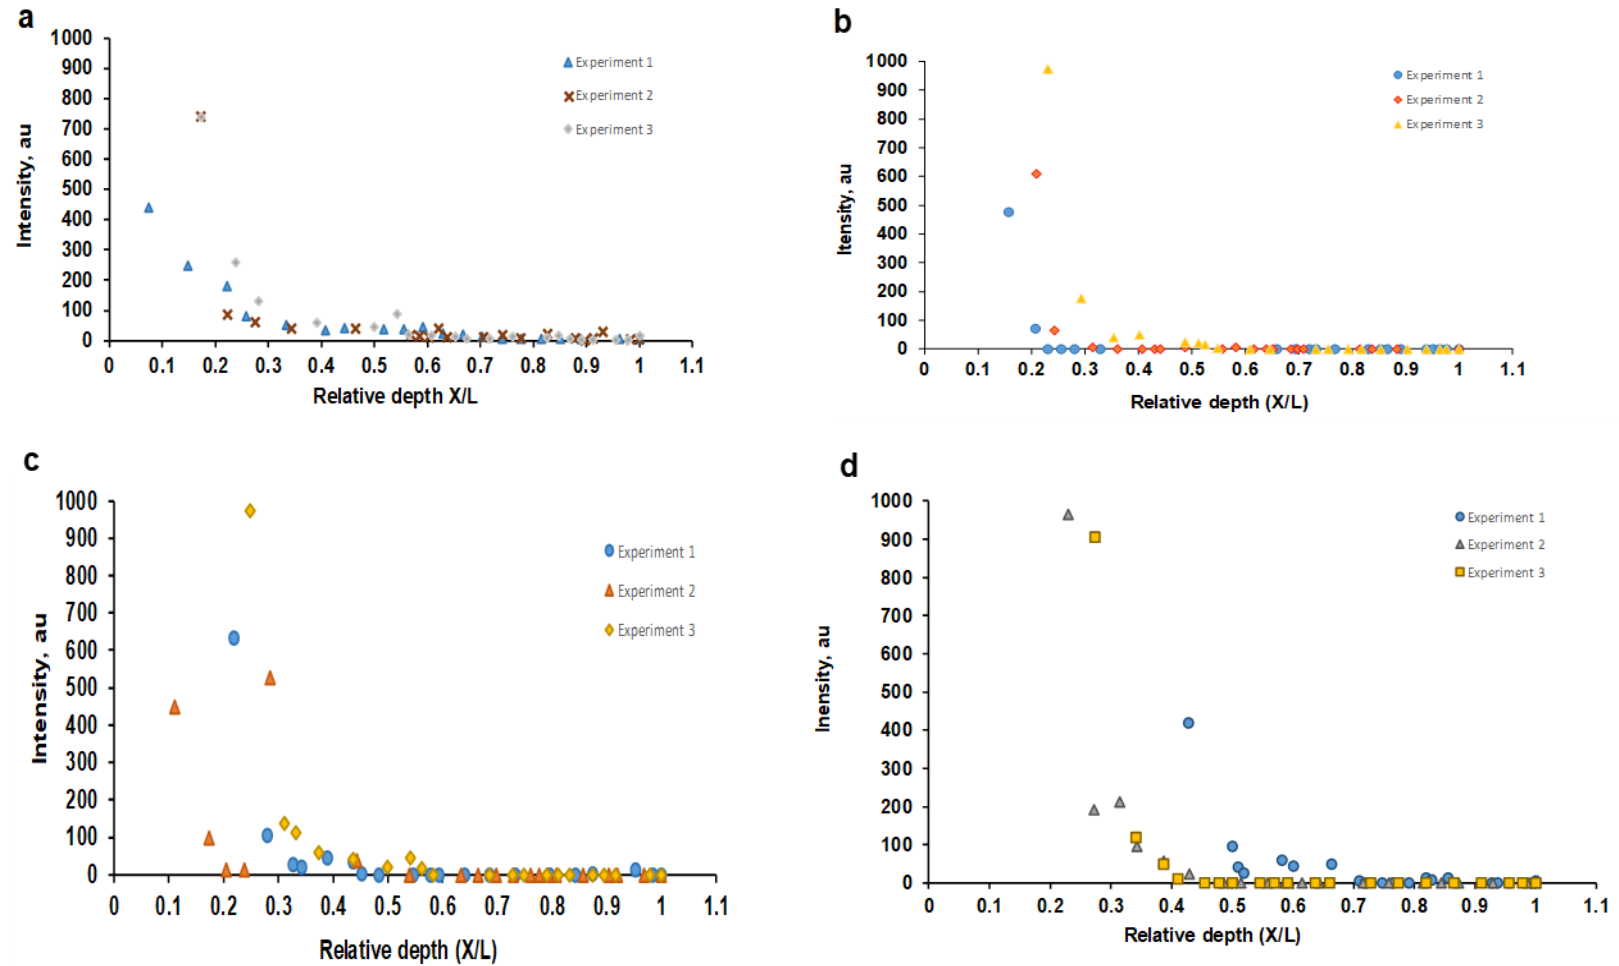 a
1000
900
800
700
600
500
400
300
200
100
0
Intensity, au
Experiment 1
Experiment 2
Experiment 3
0 0.1 0.2 0.3 0.4 0.5 0.6 0.7 0.8 0.9 1 1.1
Relative depth X/L
b
1000
900
800
700
600
500
400
300
200
100
0
Itensity, au
Experiment 1
Experiment 2
Experiment 3
0 0.1 0.2 0.3 0.4 0.5 0.6 0.7 0.8 0.9 1 1.1
Relative depth (X/L)
c
1000
900
800
700
600
500
400
300
200
100
0
Intensity, au
Experiment 1
Experiment 2
Experiment 3
0 0.1 0.2 0.3 0.4 0.5 0.6 0.7 0.8 0.9 1 1.1
Relative depth (X/L)
d
1000
900
800
700
600
500
400
300
200
100
0
Inensity, au
Experiment 1
Experiment 2
Experiment 3
0 0.1 0.2 0.3 0.4 0.5 0.6 0.7 0.8 0.9 1 1.1
Relative depth (X/L)